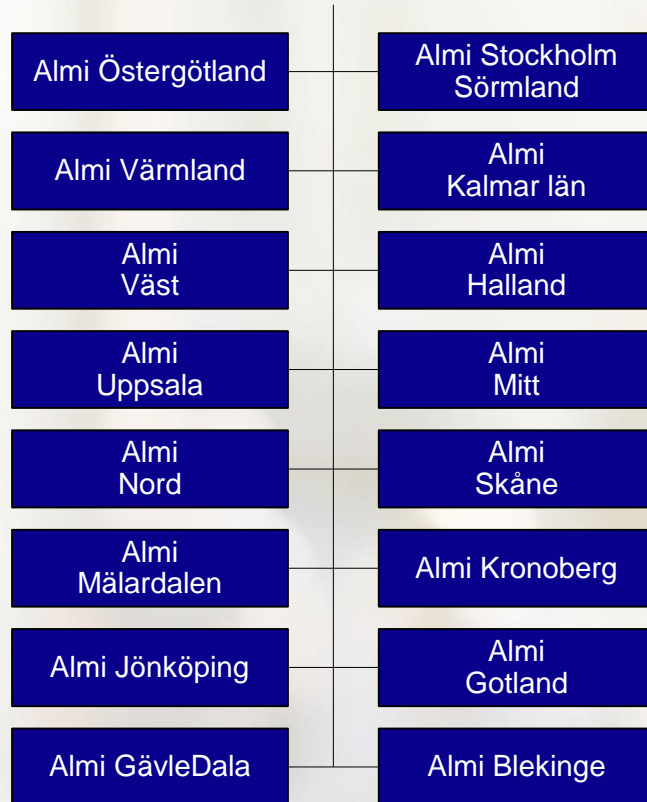 Almi Östergötland
Almi Stockholm
Sörmland
Almi Värmland
Almi
Kalmar län
Almi
Väst
Almi
Halland
Almi
Uppsala
Almi
Mitt
Almi
Nord
Almi
Skåne
Almi
Mälardalen
Almi Kronoberg
Almi Jönköping
Almi
Gotland
Almi GävleDala
Almi Blekinge